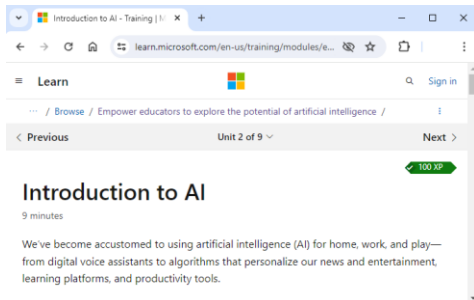 Introduction to AI - Training | M
learn.microsoft.com/en-us/training/modules/e...
Learn
Sign in
... / Browse / Empower educators to explore the potential of artificial intelligence /
Previous
Unit 2 of 9
Next
100 XP
Introduction to AI
9 minutes
We've become accustomed to using artificial intelligence (AI) for home, work, and play—
from digital voice assistants to algorithms that personalize our news and entertainment,
learning platforms, and productivity tools.